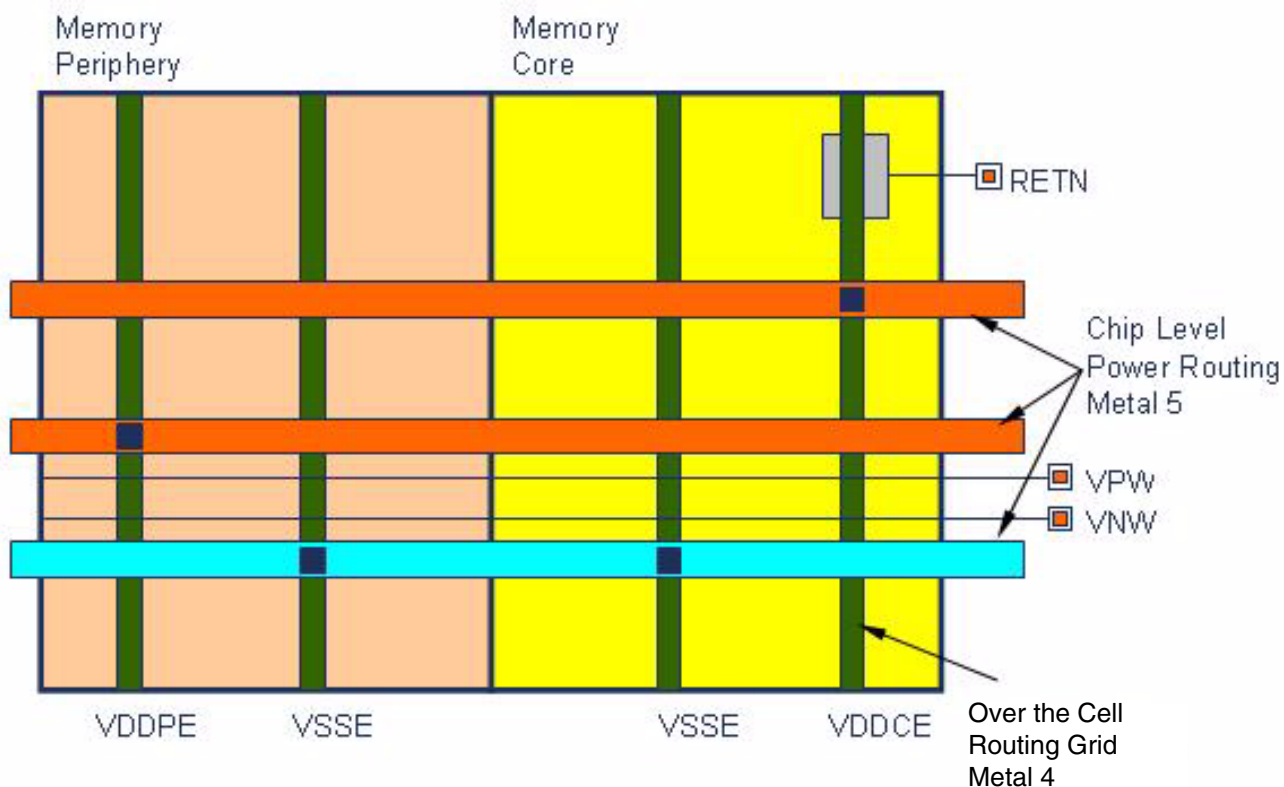 Memory
Periphery
Memory
Core
RETN
Chip Level
Power Routing
Metal 5
VPW
VNW
VDDPE
VSSE
VSSE
VDDCE
Over the Cell
Routing Grid
Metal 4